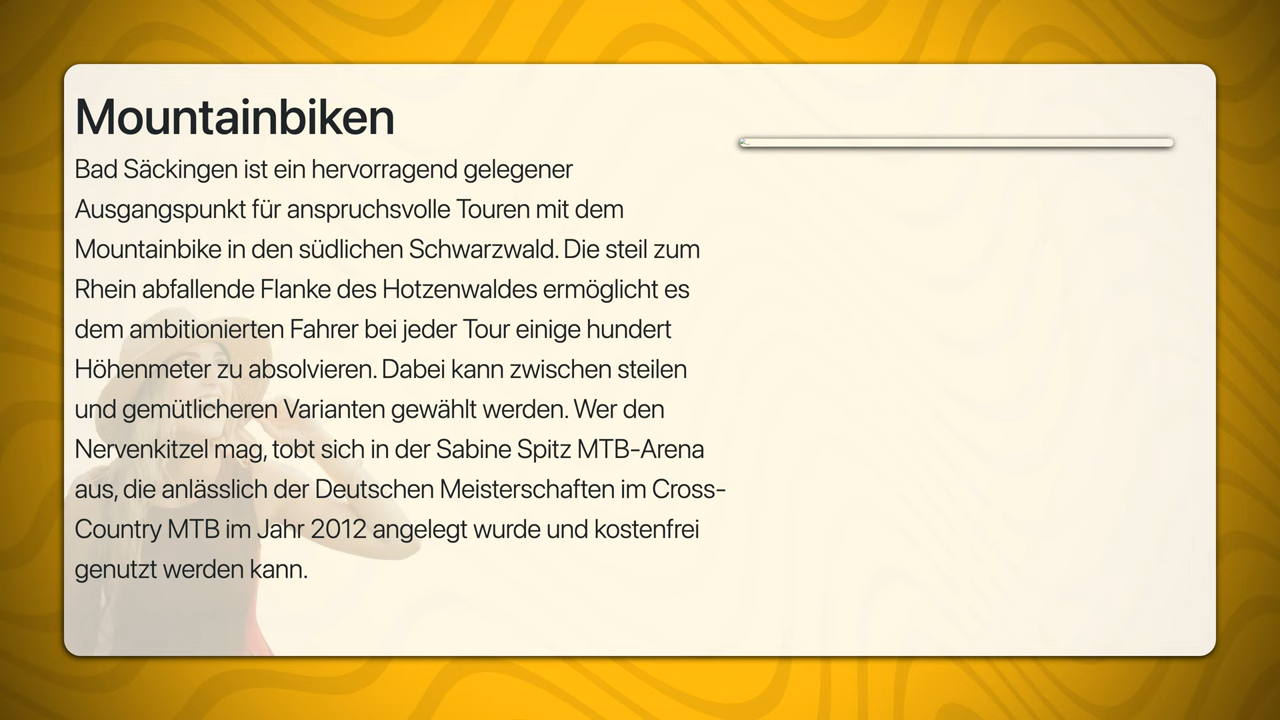 Mountainbiken
Bad Säckingen ist ein hervorragend gelegener
Ausgangspunkt für anspruchsvolle Touren mit dem
Mountainbike in den südlichen Schwarzwald. Die steil zum
Rhein abfallende Flanke des Hotzenwaldes ermöglicht es
dem ambitionierten Fahrer bei jeder Tour einige hundert
Höhenmeter zu absolvieren. Dabei kann zwischen steilen
und gemütlicheren Varianten gewählt werden. Wer den
Nervenkitzel mag, tobt sich in der Sabine Spitz MTB-Arena
aus, die anlässlich der Deutschen Meisterschaften im Cross-
Country MTB im Jahr 2012 angelegt wurde und kostenfrei
genutzt werden kann.